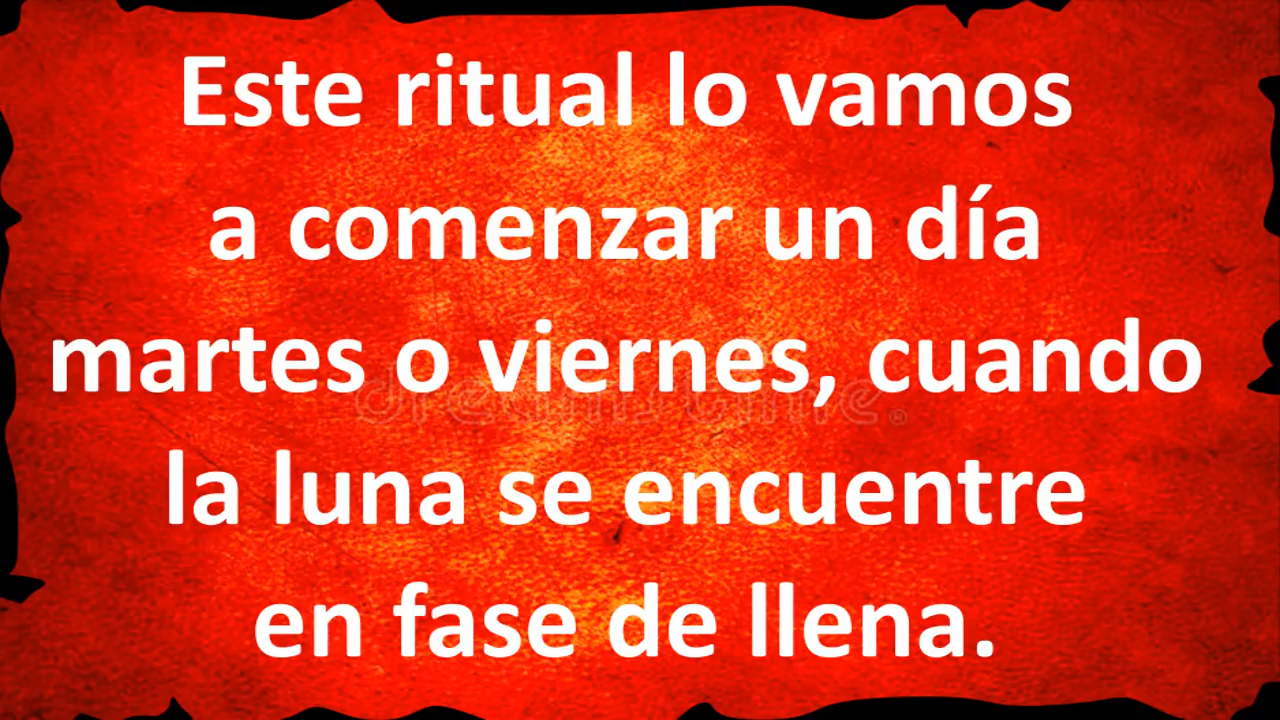 Este ritual lo vamos
a comenzar un día
martes o viernes, cuando
la luna se encuentre
en fase de llena.